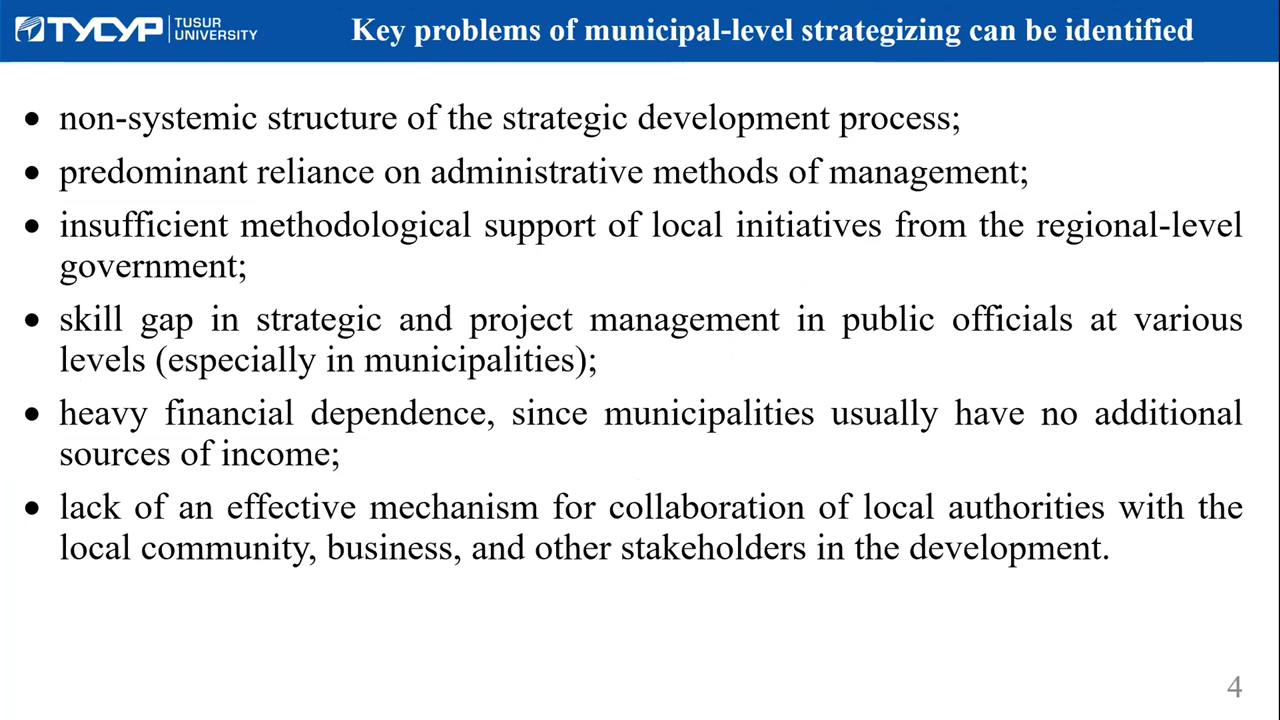 ТУСУР
TUSUR
UNIVERSITY
Key problems of municipal-level strategizing can be identified
• non-systemic structure of the strategic development process;
• predominant reliance on administrative methods of management;
• insufficient methodological support of local initiatives from the regional-level
government;
• skill gap in strategic and project management in public officials at various
levels (especially in municipalities);
• heavy financial dependence, since municipalities usually have no additional
sources of income;
• lack of an effective mechanism for collaboration of local authorities with the
local community, business, and other stakeholders in the development.
4